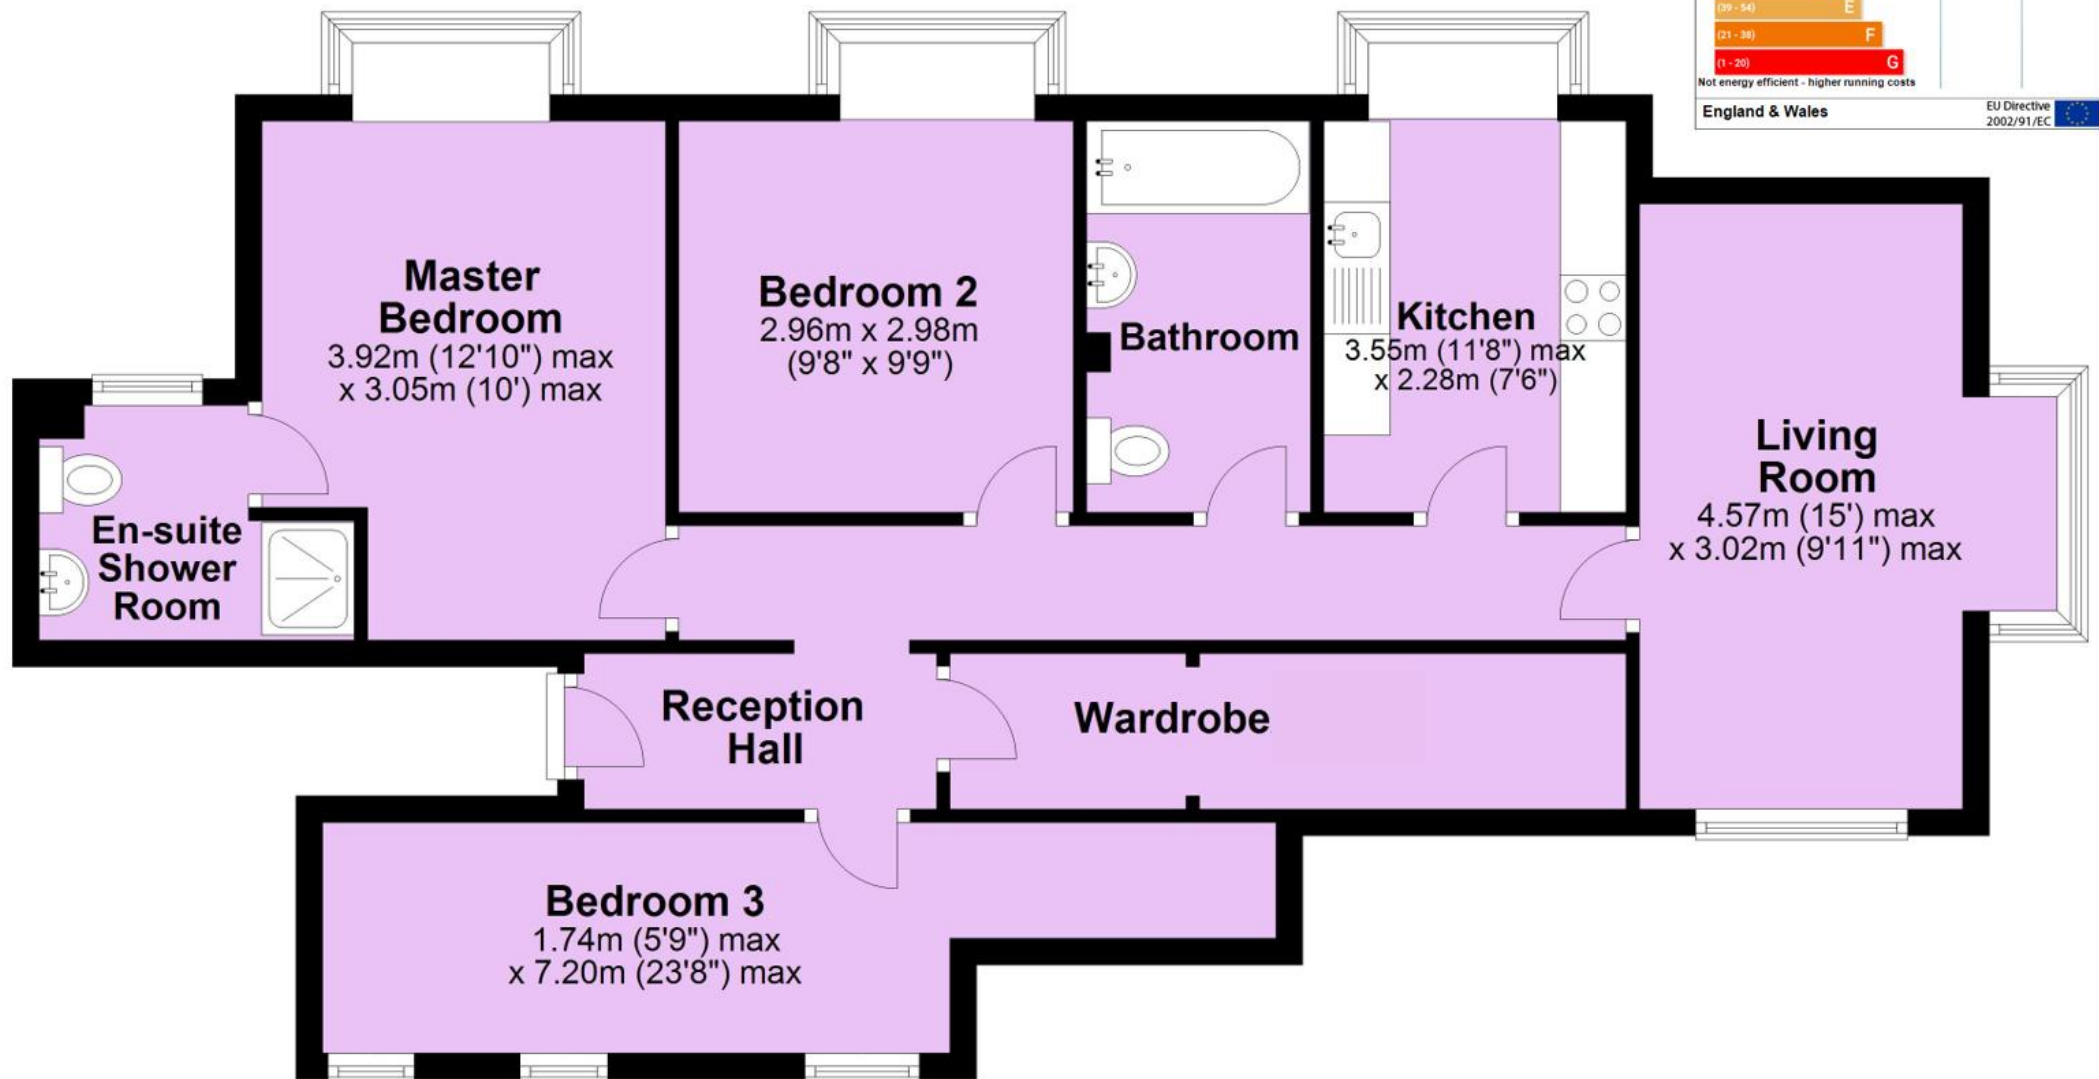 (39 - 54) E
(21 - 38) F
(1 - 20) G
Not energy efficient - higher running costs
England & Wales
EU Directive
2002/91/EC
Master
Bedroom
3.92m (12'10") max
x 3.05m (10') max
Bedroom 2
2.96m x 2.98m
(9'8" x 9'9")
Bathroom
Kitchen
3.55m (11'8") max
x 2.28m (7'6")
Living
Room
4.57m (15') max
x 3.02m (9'11") max
En-suite
Shower
Room
Reception
Hall
Wardrobe
Bedroom 3
1.74m (5'9") max
x 7.20m (23'8") max